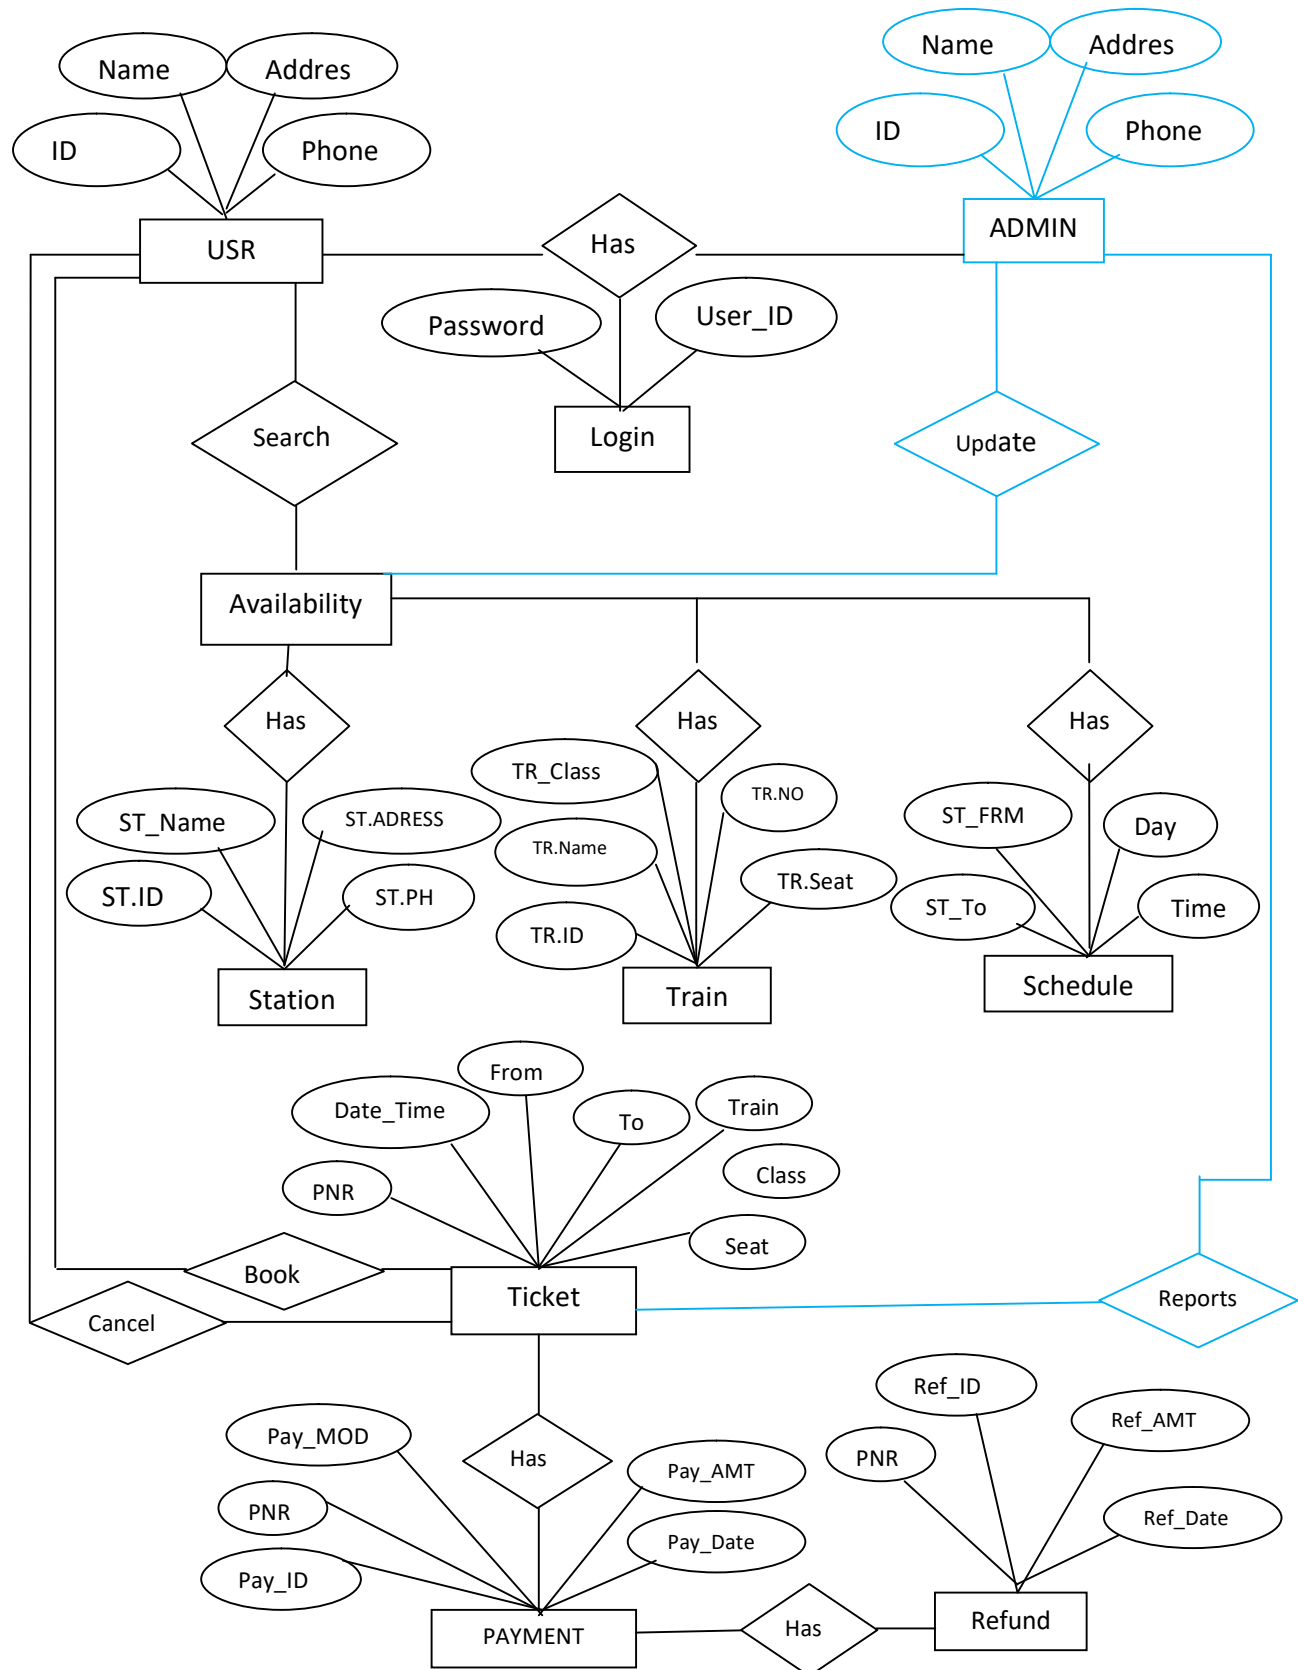 Name
Addres
Name
Addres
ID
Phone
ID
Phone
USR
Has
ADMIN
Password
User_ID
Search
Login
Update
Availability
Has
Has
Has
TR_Class
TR.NO
ST_Name
ST.ADRESS
ST_FRM
Day
TR.Name
ST.ID
ST.PH
TR.Seat
ST_To
Time
TR.ID
Station
Train
Schedule
From
Date_Time
To
Train
Class
PNR
Seat
Book
Ticket
Reports
Cancel
Ref_ID
Ref_AMT
Pay_MOD
Has
Pay_AMT
PNR
PNR
Ref_Date
Pay_Date
Pay_ID
PAYMENT
Has
Refund